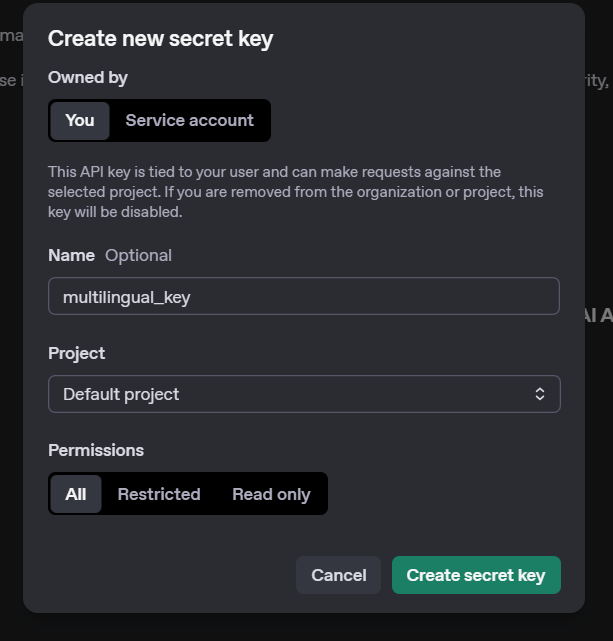 ma
se i
rity,
AI A
Create new secret key
Owned by
You Service account
This API key is tied to your user and can make requests against the
selected project. If you are removed from the organization or project, this
key will be disabled.
Name Optional
multilingual_key
Project
Default project
Permissions
All Restricted Read only
Cancel Create secret key